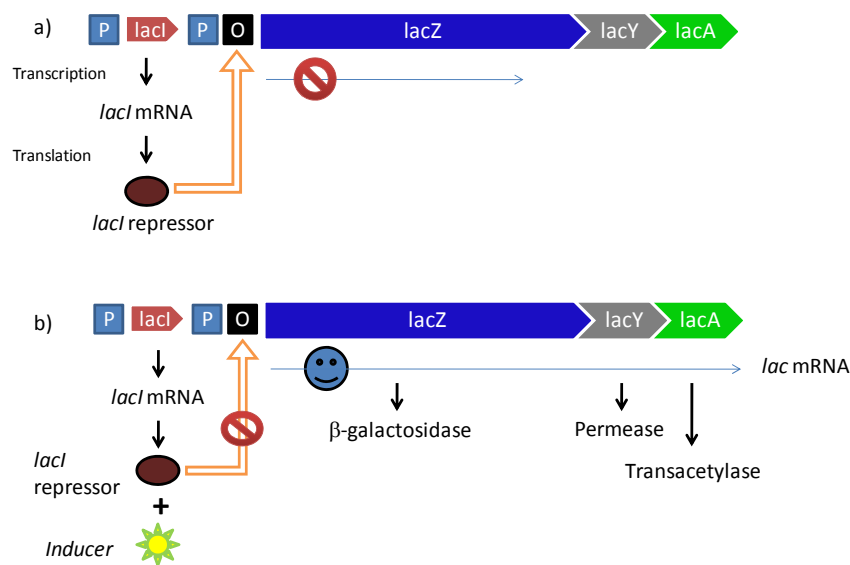 a)
P lacI P O lacZ lacY lacA
Transcription
lacI mRNA
Translation
lacI repressor
b)
P lacI P O lacZ lacY lacA
lac mRNA
lacI mRNA
β-galactosidase
Permease
lacI
repressor
Transacetylase
+
Inducer